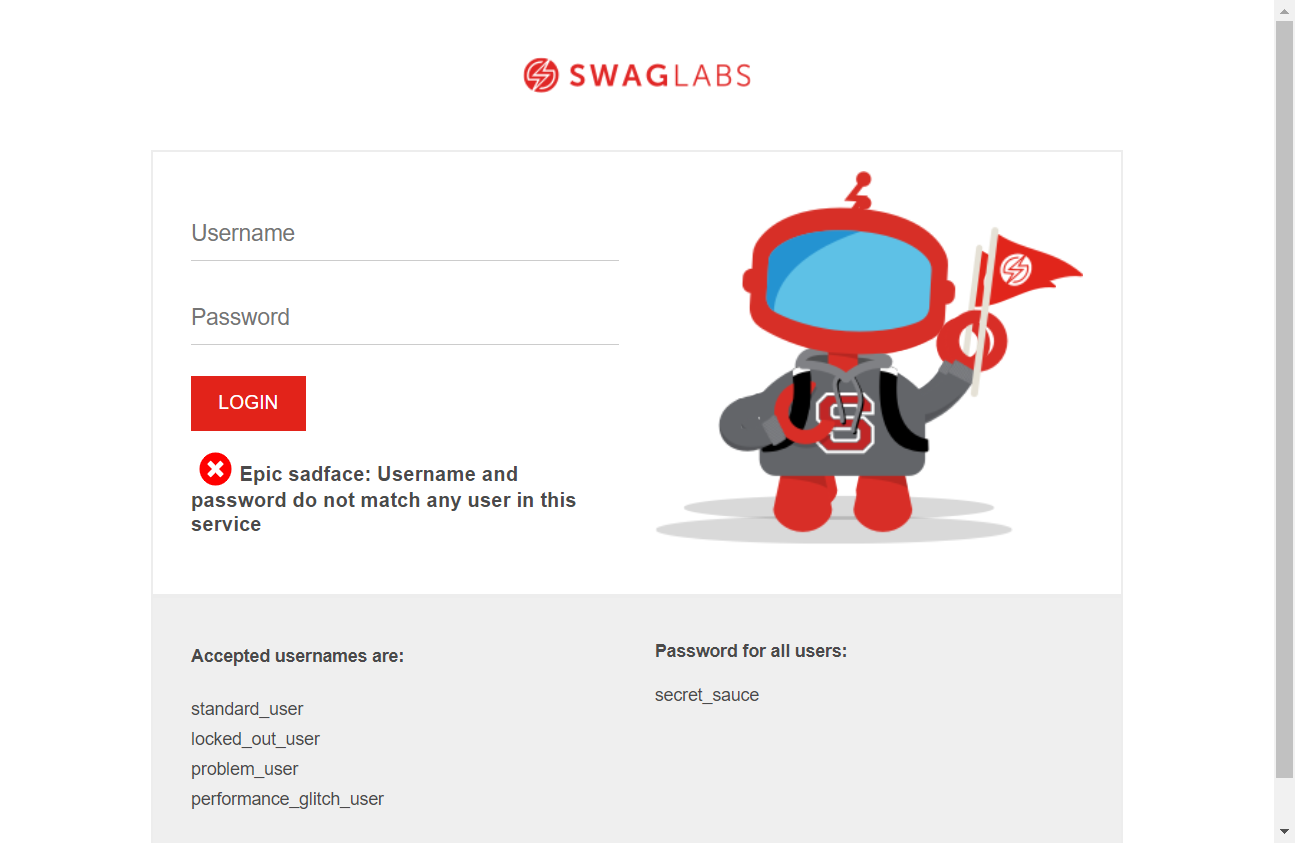 SWAGLABS
Username
Password
LOGIN
Epic sadface: Username and
password do not match any user in this
service
S
Accepted usernames are:
standard_user
locked_out_user
problem_user
performance_glitch_user
Password for all users:
secret_sauce